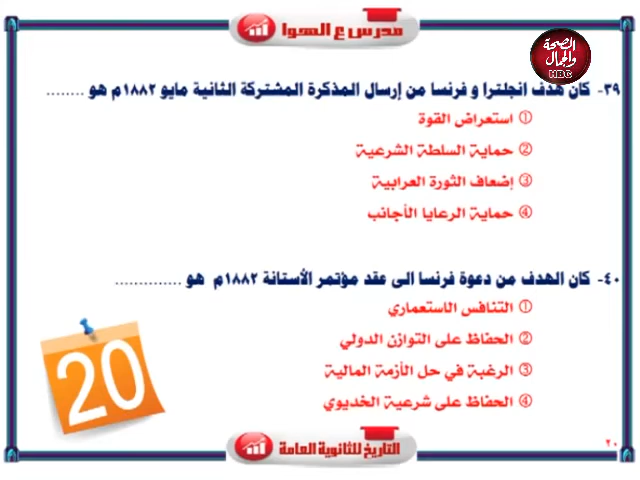 مدرس ع الهوا
الصحة
والجمال
HBC
٣٩- كان هدف انجلترا و فرنسا من إرسال المذكرة المشتركة الثانية مايو ١٨٨٢م هو ........
① استعراض القوة
② حماية السلطة الشرعية
③ إضعاف الثورة العرابية
④ حماية الرعايا الأجانب
٤٠- كان الهدف من دعوة فرنسا الى عقد مؤتمر الأستانة ١٨٨٢م هو ..............
① التنافس الاستعماري
② الحفاظ على التوازن الدولي
③ الرغبة في حل الأزمة المالية
④ الحفاظ على شرعية الخديوي
20
٢٠
التاريخ للثانوية العامة